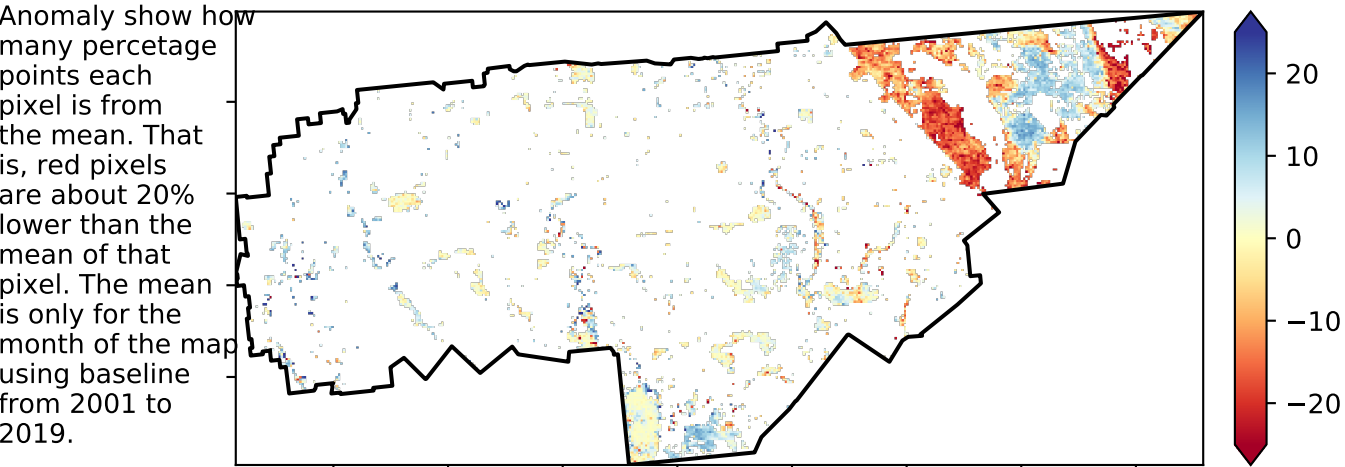 Anomaly show how
many percetage
points each
pixel is from
the mean. That
is, red pixels
are about 20%
lower than the
mean of that
pixel. The mean
is only for the
month of the map
using baseline
from 2001 to
2019.
20
10
0
−10
−20